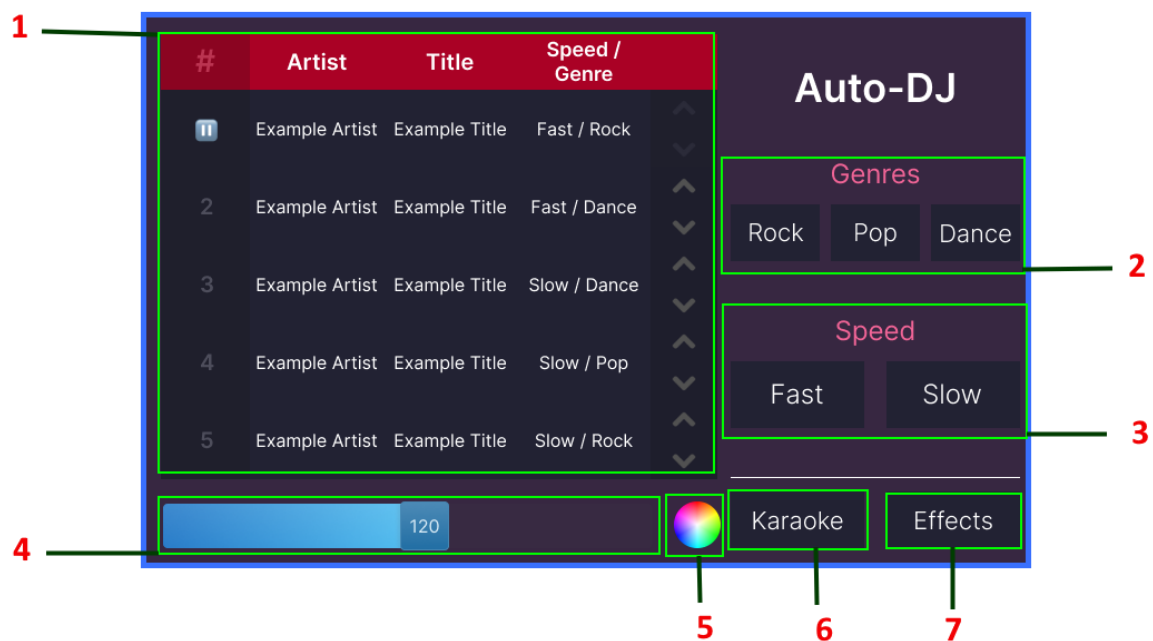 1
# Artist Title Speed / Genre
Example Artist Example Title Fast / Rock
2 Example Artist Example Title Fast / Dance
3 Example Artist Example Title Slow / Dance
4 Example Artist Example Title Slow / Pop
5 Example Artist Example Title Slow / Rock
Auto-DJ
Genres
Rock Pop Dance
2
Speed
Fast Slow
3
120
Karaoke Effects
4
5
6
7